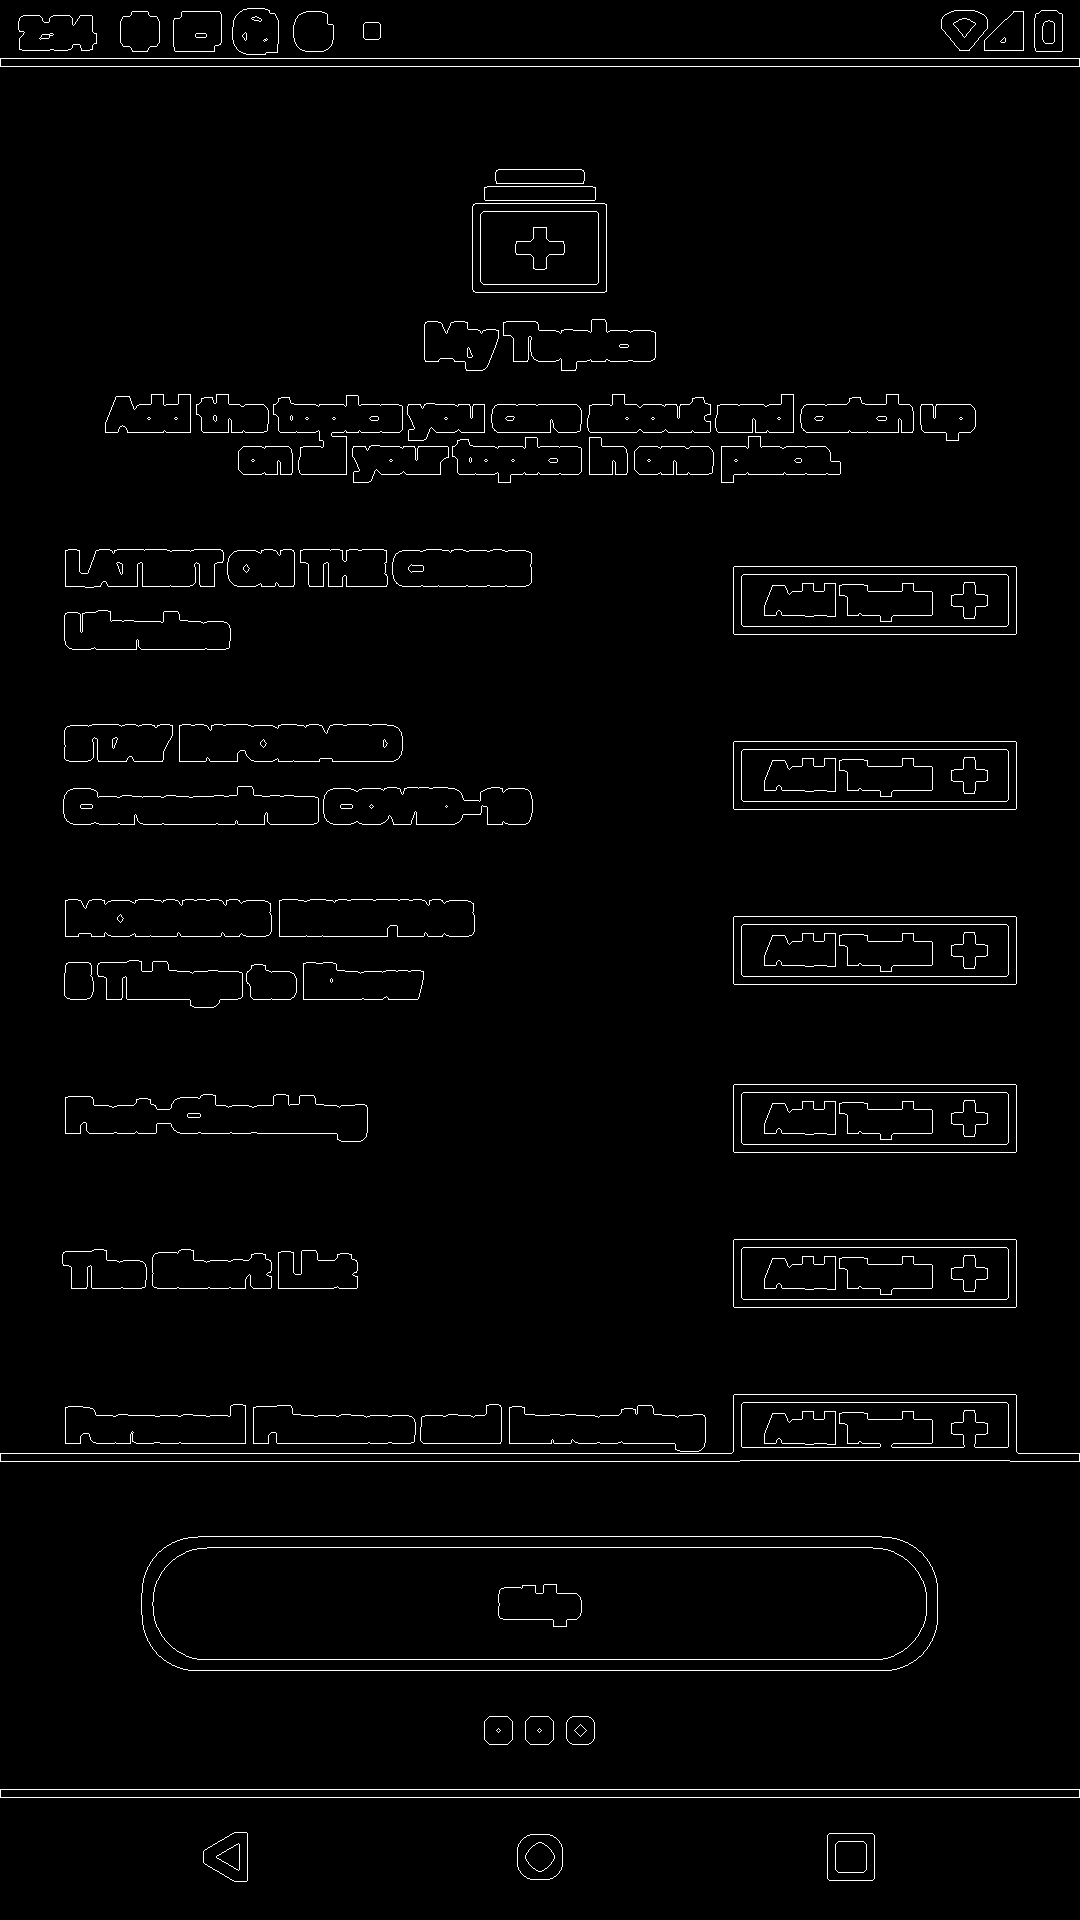 2:34
My Topics
Add the topics you care about and catch up
on all your topics in one place.
LATEST ON THE CRISIS
Ukraine
Add Topic
STAY INFORMED
Coronavirus COVID-19
Add Topic
MORNING BRIEFING
5 Things to Know
Add Topic
Fact-Checking
Add Topic
The Short List
Add Topic
Personal Finance and Investing
Add Topic
Skip